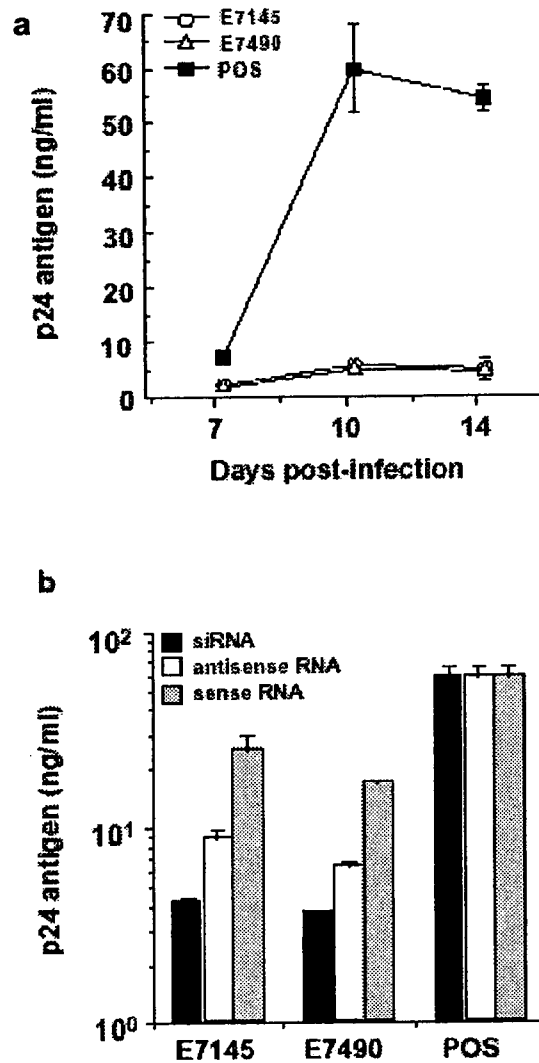 a
E7145
E7490
POS
70
60
50
40
30
20
10
0
p24 antigen (ng/ml)
7 10 14
Days post-infection
b
siRNA
antisense RNA
sense RNA
10²
10¹
10⁰
p24 antigen (ng/ml)
E7145 E7490 POS